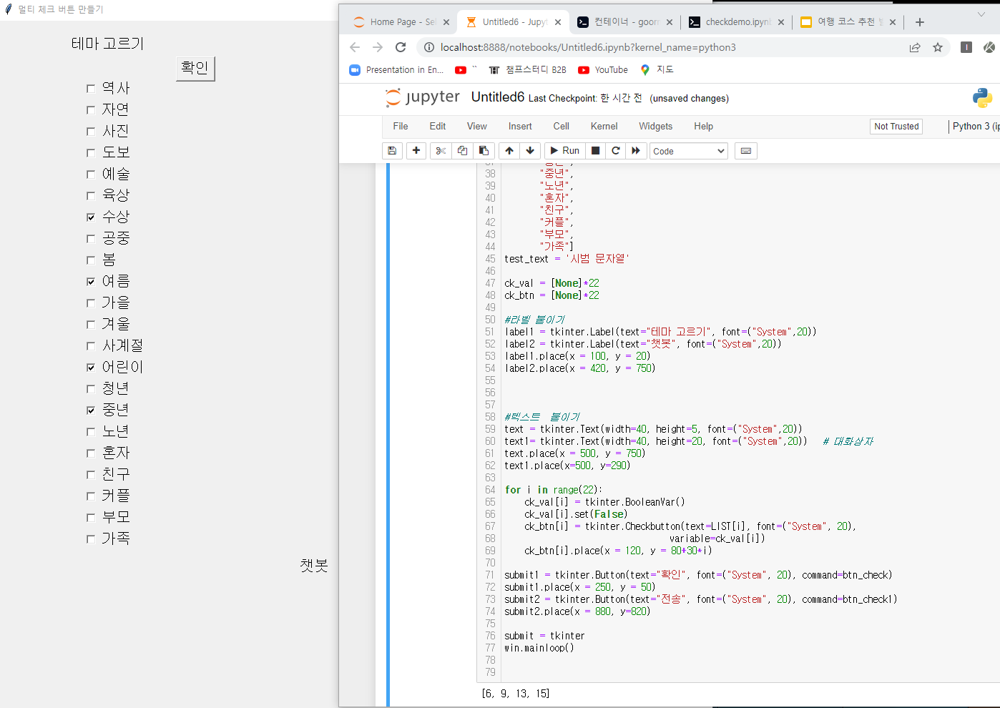 멀티 체크 버튼 만들기
테마 고르기
확인
역사
자연
사진
도보
예술
육상
수상
공중
봄
여름
가을
겨울
사계절
어린이
청년
중년
노년
혼자
친구
커플
부모
가족
챗봇
Home Page - Sel
Untitled6 - Jupyt
컨테이너 - goorm
checkdemo.ipynb
여행 코스 추천
localhost:8888/notebooks/Untitled6.ipynb?kernel_name=python3
Presentation in En...
``
챔프스터디 B2B
YouTube
지도
jupyter Untitled6 Last Checkpoint: 한 시간 전 (unsaved changes)
File Edit View Insert Cell Kernel Widgets Help
Not Trusted
Python 3 (ip
Run
Code
38 "중년",
39 "노년",
40 "혼자",
41 "친구",
42 "커플",
43 "부모",
44 "가족"]
45 test_text = '시범 문자열'
46
47 ck_val = [None]*22
48 ck_btn = [None]*22
49
50 #라벨 붙이기
51 label1 = tkinter.Label(text="테마 고르기", font=("System",20))
52 label2 = tkinter.Label(text="챗봇", font=("System",20))
53 label1.place(x = 100, y = 20)
54 label2.place(x = 420, y = 750)
55
56
57
58 #텍스트  붙이기
59 text = tkinter.Text(width=40, height=5, font=("System",20))
60 text1= tkinter.Text(width=40, height=20, font=("System",20))   # 대화상자
61 text.place(x = 500, y = 750)
62 text1.place(x=500, y=290)
63
64 for i in range(22):
65     ck_val[i] = tkinter.BooleanVar()
66     ck_val[i].set(False)
67     ck_btn[i] = tkinter.Checkbutton(text=LIST[i], font=("System", 20),
68                                  variable=ck_val[i])
69     ck_btn[i].place(x = 120, y = 80+30*i)
70
71 submit1 = tkinter.Button(text="확인", font=("System", 20), command=btn_check)
72 submit1.place(x = 250, y = 50)
73 submit2 = tkinter.Button(text="전송", font=("System", 20), command=btn_check1)
74 submit2.place(x = 880, y=820)
75
76 submit = tkinter
77 win.mainloop()
78
79
[6, 9, 13, 15]